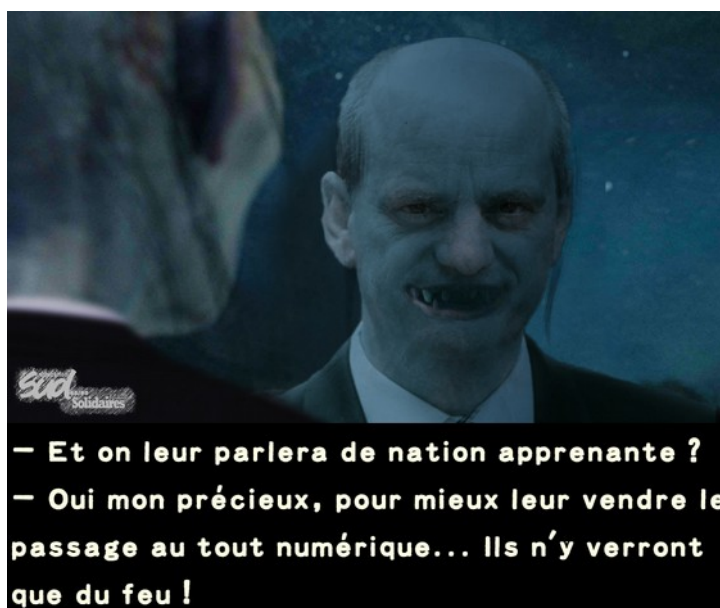 SUD
Solidaires
— Et on leur parlera de nation apprenante ?
— Oui mon précieux, pour mieux leur vendre le
passage au tout numérique... Ils n'y verront
que du feu !